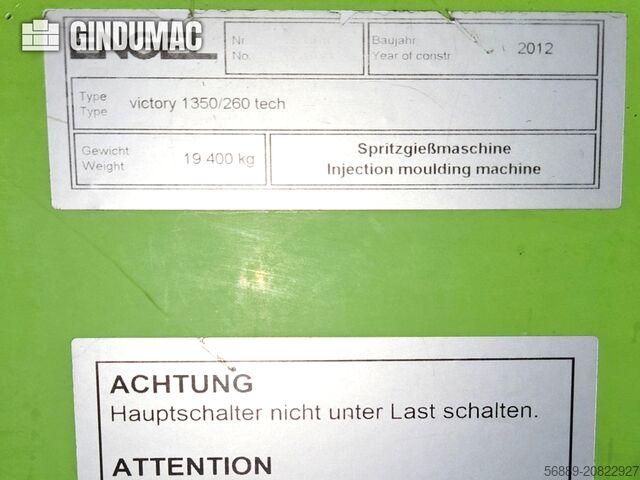 GINDUMAC
Nr
No.
Baujahr
Year of constr
2012
Type
Type
victory 1350/260 tech
Gewicht
Weight
19 400 kg
Spritzgießmaschine
Injection moulding machine
ACHTUNG
Hauptschalter nicht unter Last schalten.
ATTENTION
56889-20822927